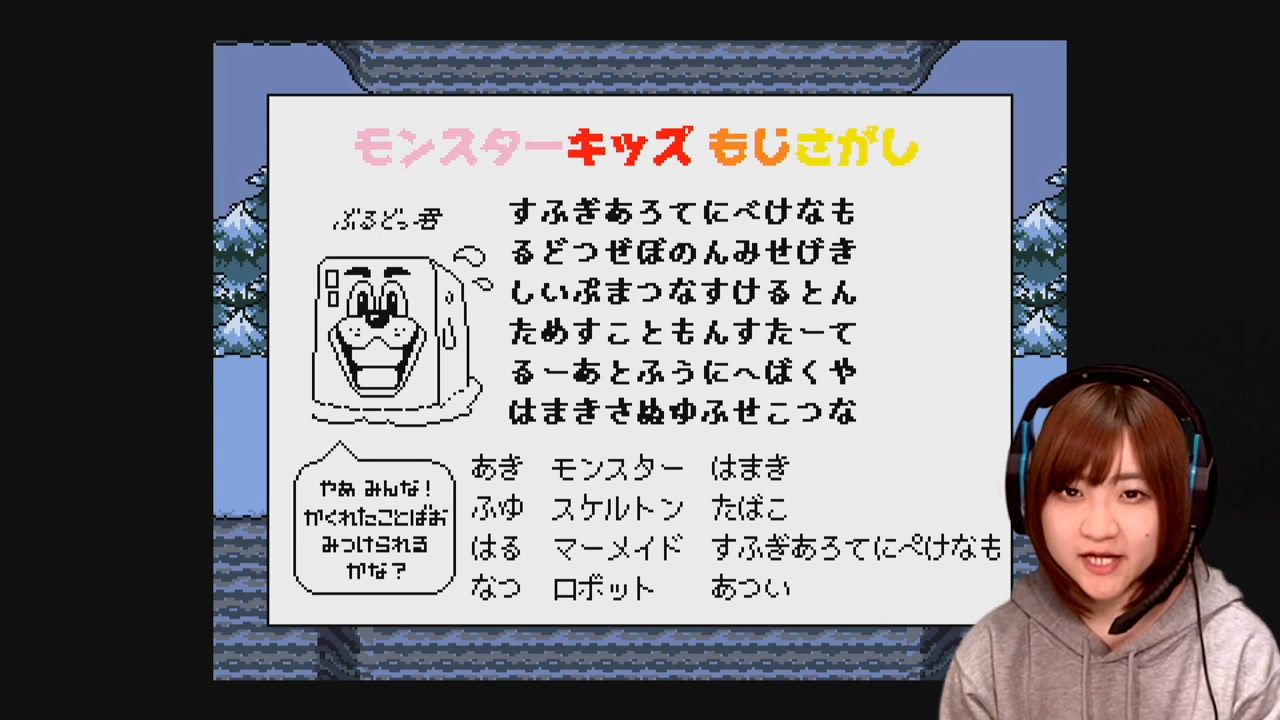 モンスターキッズ もじさがし
ぶるどっ君
すふぎあろてにべけなも
るどつぜぼのんみせげき
しいぷまつなすけるとん
ためすこともんすたーて
るーあとふうにへばくや
はまきさぬゆふせこつな
やあ みんな!
かくれたことばお
みつけられる
かな?
あき モンスター はまき
ふゆ スケルトン たばこ
はる マーメイド すふぎあろてにぺけなも
なつ ロボット あつい